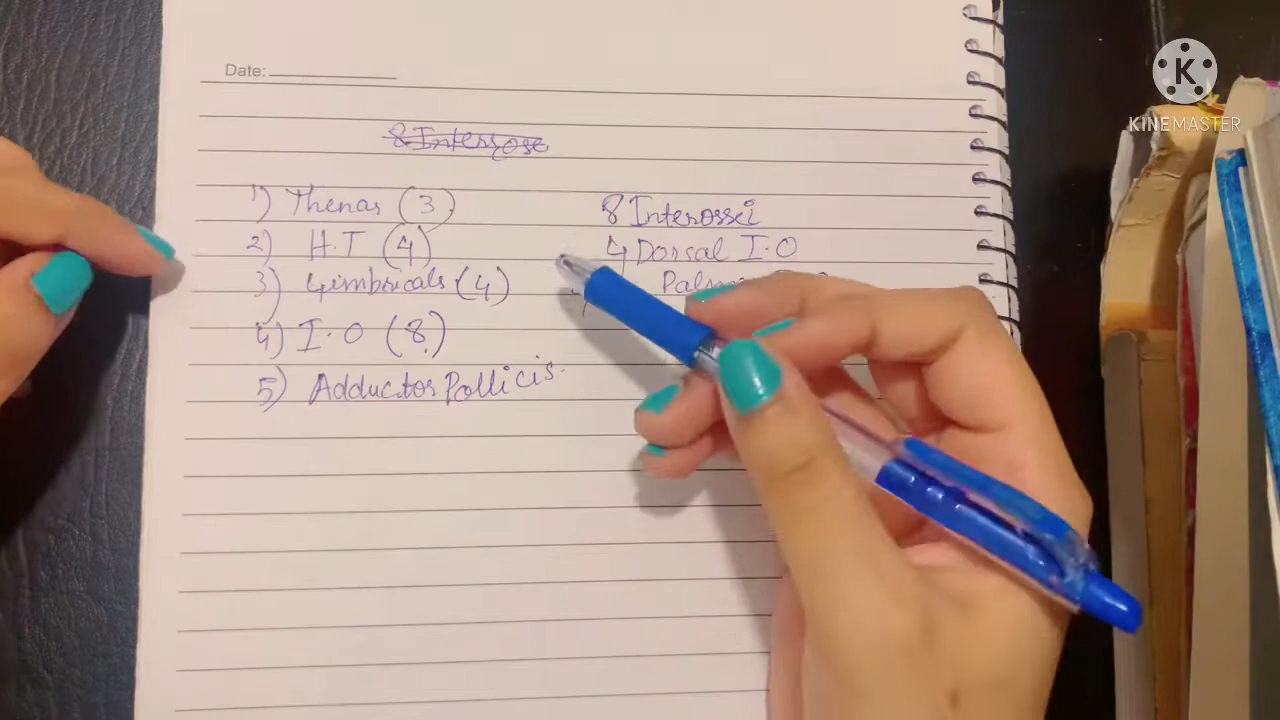 Date:
8 Interrose
1) Thenar (3)
2) H.T (4)
3) Lumbricals (4)
4) I.O (8)
5) Adductor Pollicis.
8 Interossei
4 Dorsal I.O
K
KINEMASTER